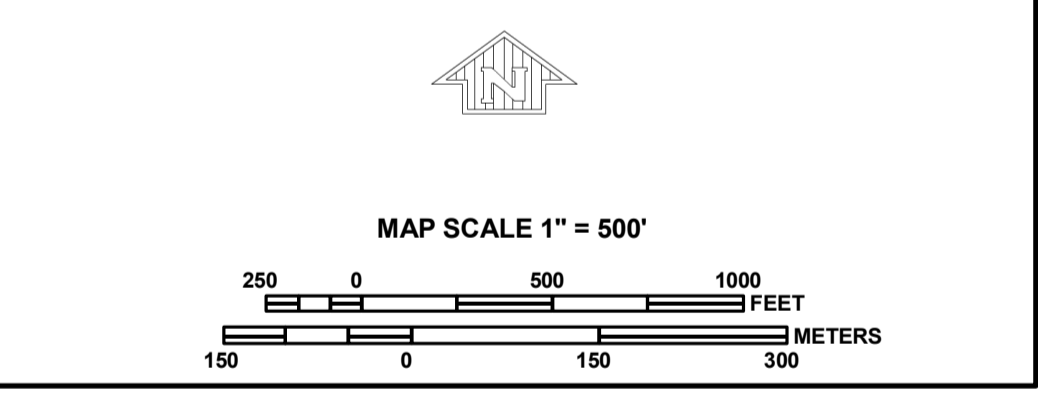 N
MAP SCALE 1" = 500'
250 0 500 1000
FEET
METERS
150 0 150 300